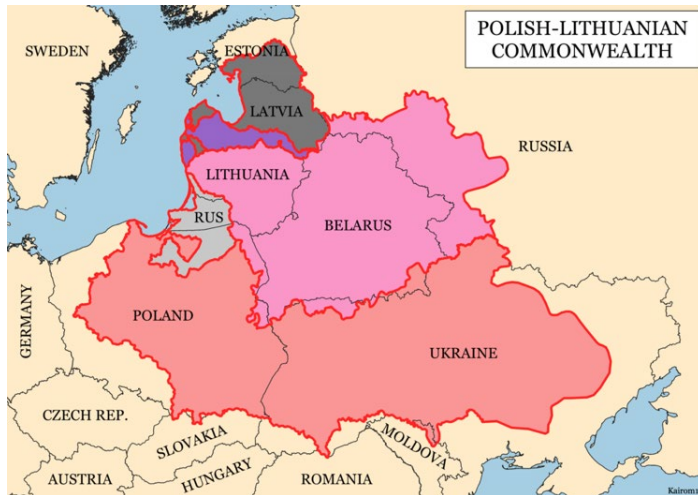 POLISH-LITHUANIAN
COMMONWEALTH
SWEDEN
ESTONIA
LATVIA
RUSSIA
LITHUANIA
RUS
BELARUS
GERMANY
POLAND
UKRAINE
CZECH REP.
SLOVAKIA
MOLDOVA
AUSTRIA
HUNGARY
ROMANIA